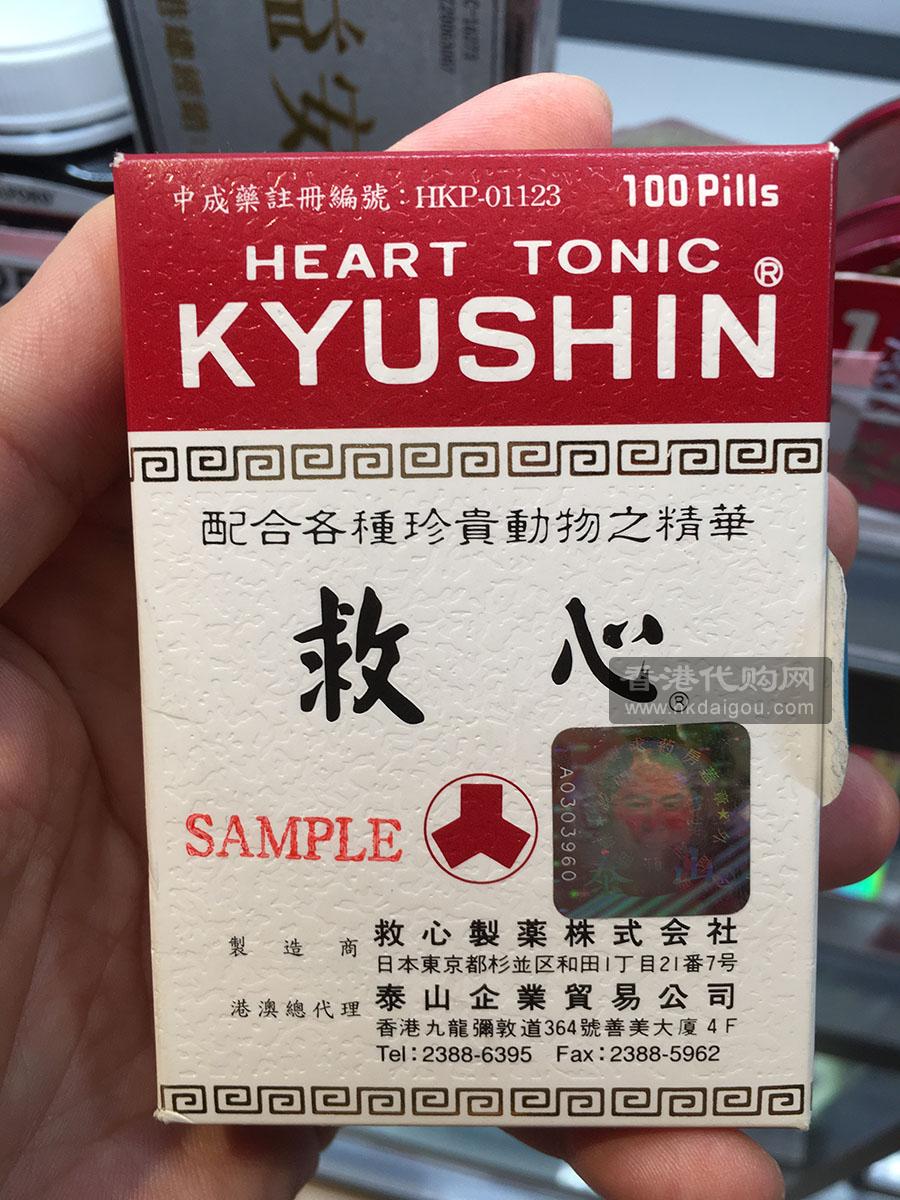 中成藥註冊編號：HKP-01123 100 Pills
HEART TONIC
KYUSHIN®
配合各種珍貴動物之精華
救心®
香港代购网
www.hkdaigou.com
SAMPLE
A0303960
泰山
製造商 救心製薬株式会社
日本東京都杉並区和田1丁目21番7号
港澳總代理 泰山企業貿易公司
香港九龍彌敦道364號善美大廈4F
Tel：2388-6395 Fax：2388-5962